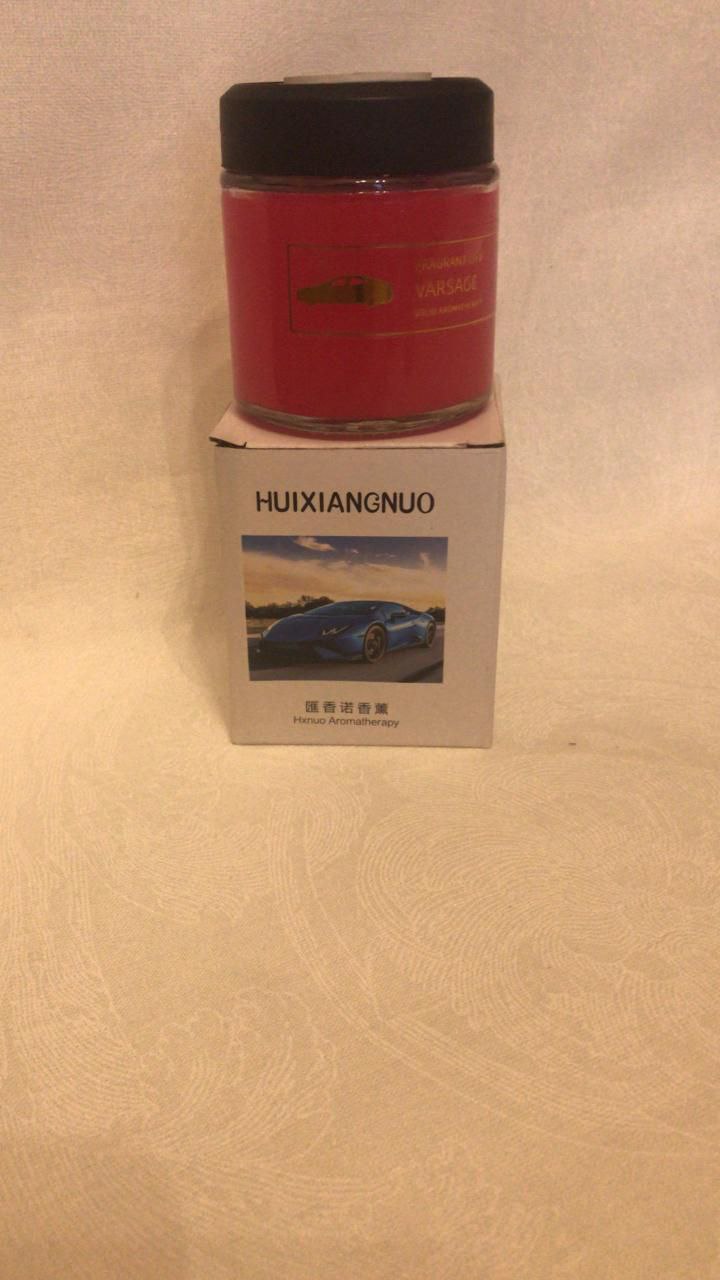 VARSAGE
HUIXIANGNUO
匯香诺香薰
Hxnuo Aromatherapy